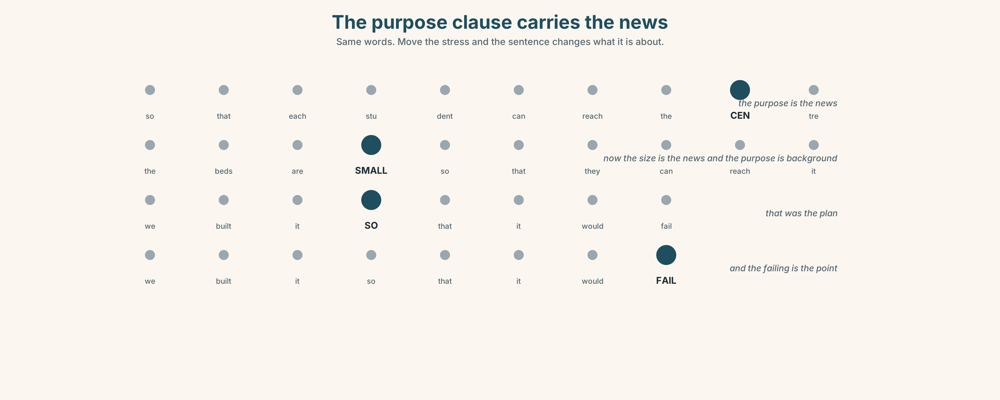 The purpose clause carries the news
Same words. Move the stress and the sentence changes what it is about.
the purpose is the news
so that each stu dent can reach the CEN tre
now the size is the news and the purpose is background
the beds are SMALL so that they can reach it
that was the plan
we built it SO that it would fail
and the failing is the point
we built it so that it would FAIL